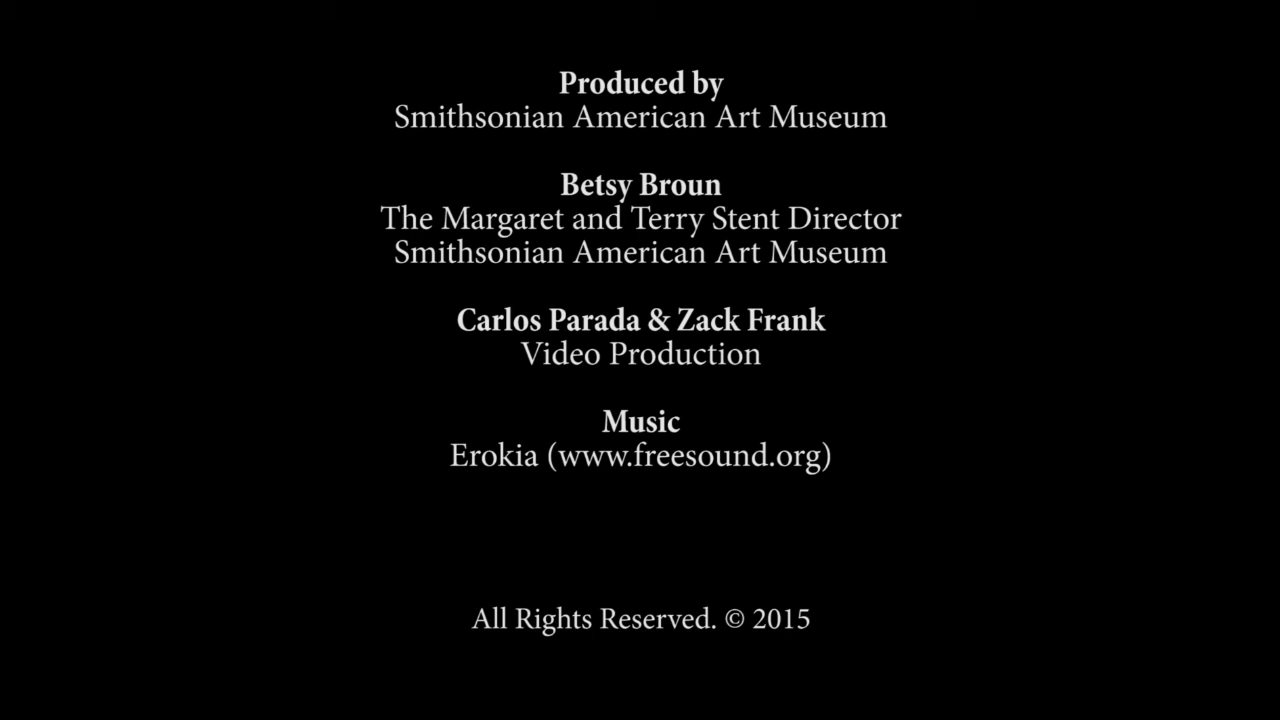 Produced by
Smithsonian American Art Museum
Betsy Broun
The Margaret and Terry Stent Director
Smithsonian American Art Museum
Carlos Parada & Zack Frank
Video Production
Music
Erokia (www.freesound.org)
All Rights Reserved. © 2015